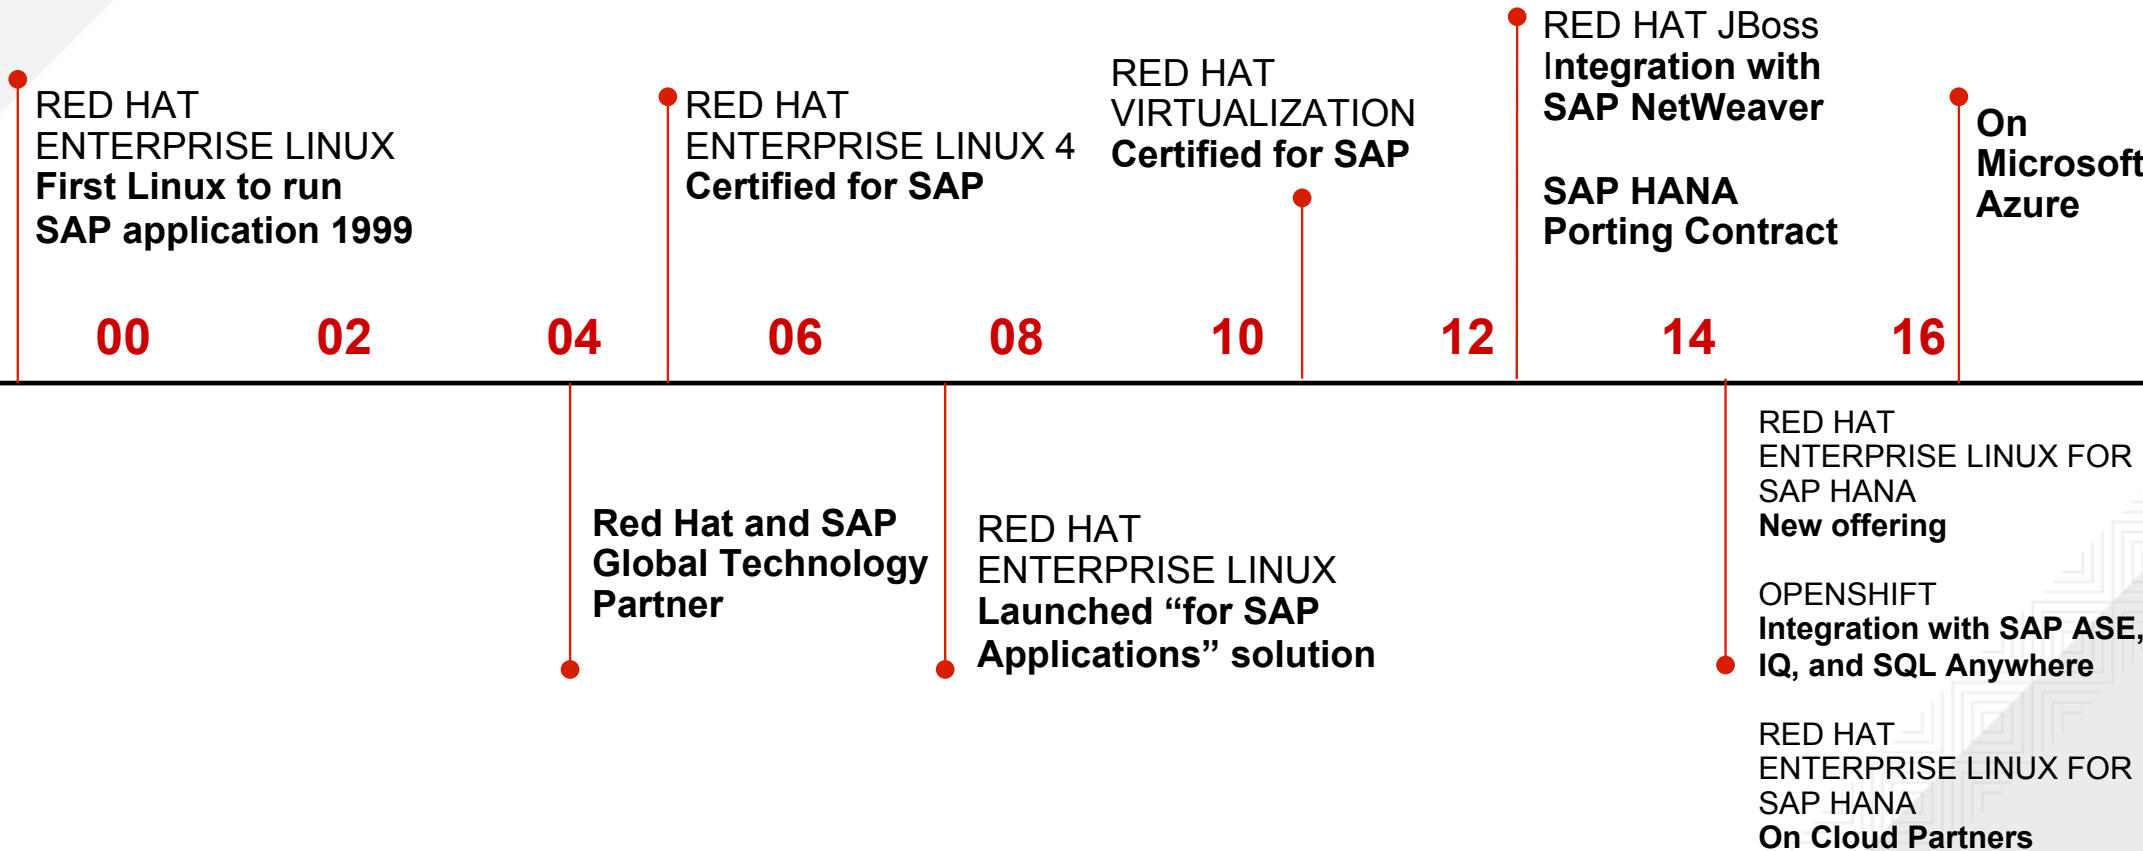 RED HAT
ENTERPRISE LINUX
First Linux to run
SAP application 1999
RED HAT
ENTERPRISE LINUX 4
Certified for SAP
RED HAT
VIRTUALIZATION
Certified for SAP
RED HAT JBoss
Integration with
SAP NetWeaver
SAP HANA
Porting Contract
On
Microsoft
Azure
00 02 04 06 08 10 12 14 16
Red Hat and SAP
Global Technology
Partner
RED HAT
ENTERPRISE LINUX
Launched “for SAP
Applications” solution
RED HAT
ENTERPRISE LINUX FOR
SAP HANA
New offering
OPENSHIFT
Integration with SAP ASE,
IQ, and SQL Anywhere
RED HAT
ENTERPRISE LINUX FOR
SAP HANA
On Cloud Partners